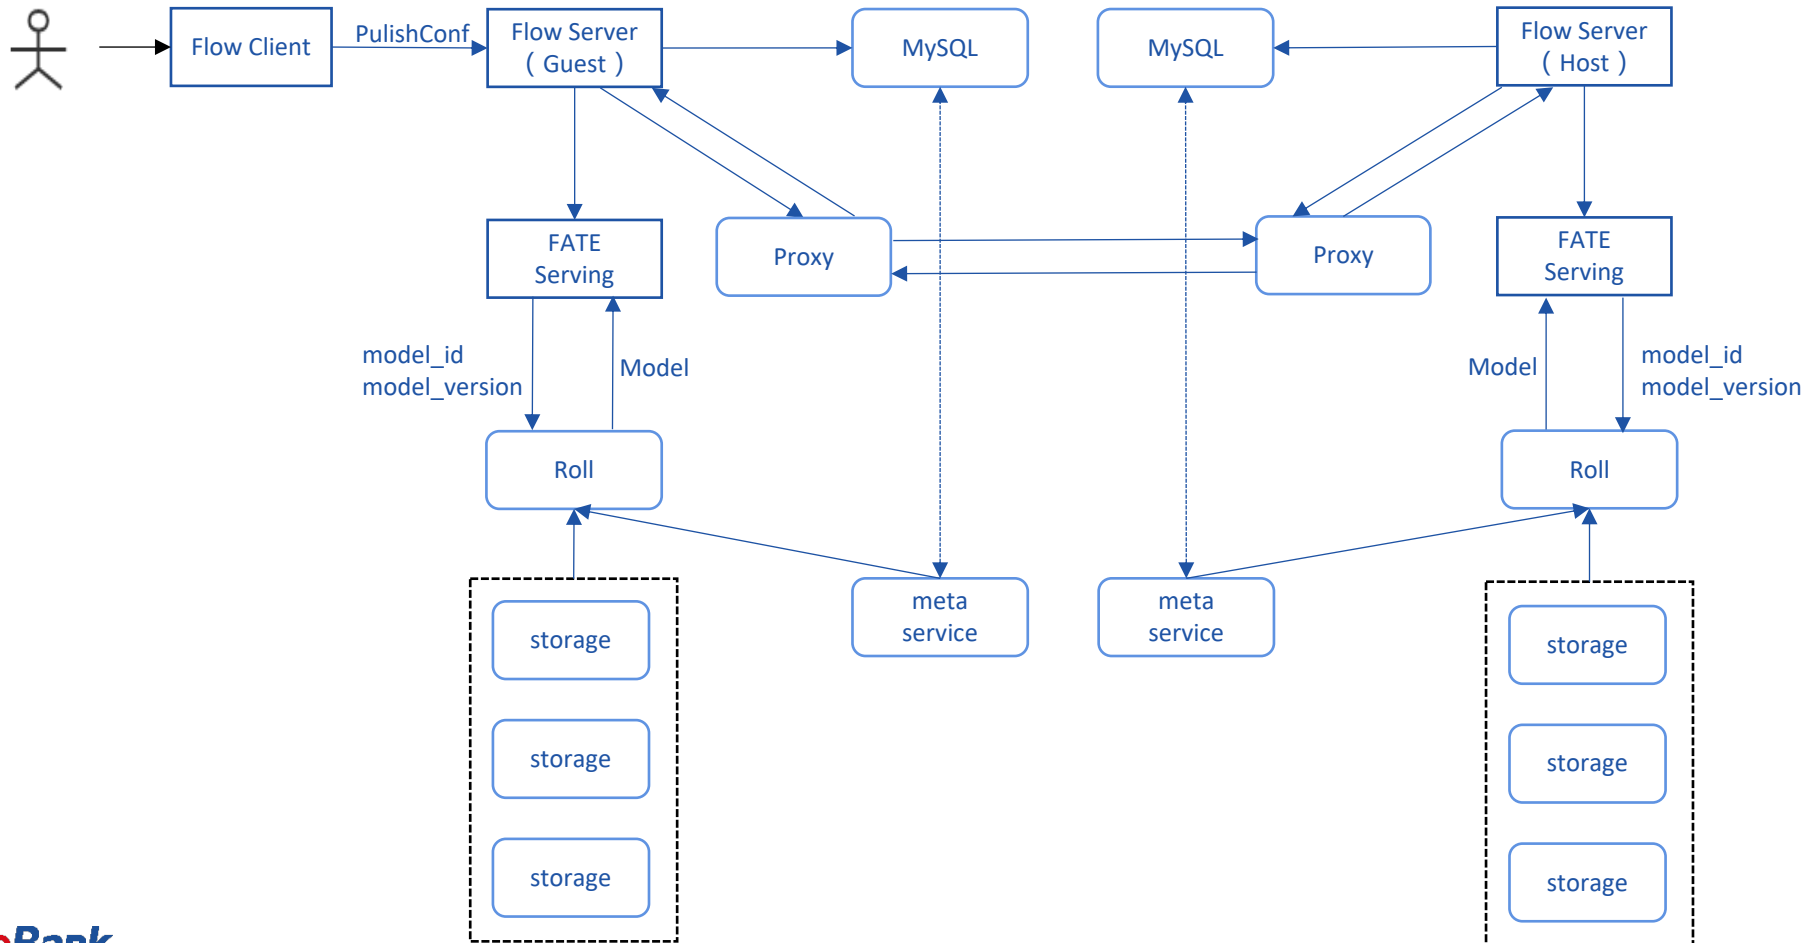 Flow Client
PulishConf
Flow Server
( Guest )
MySQL
MySQL
Flow Server
( Host )
FATE
Serving
Proxy
Proxy
FATE
Serving
model_id
model_version
Model
Model
model_id
model_version
Roll
Roll
meta
service
meta
service
storage
storage
storage
storage
storage
storage
Bank